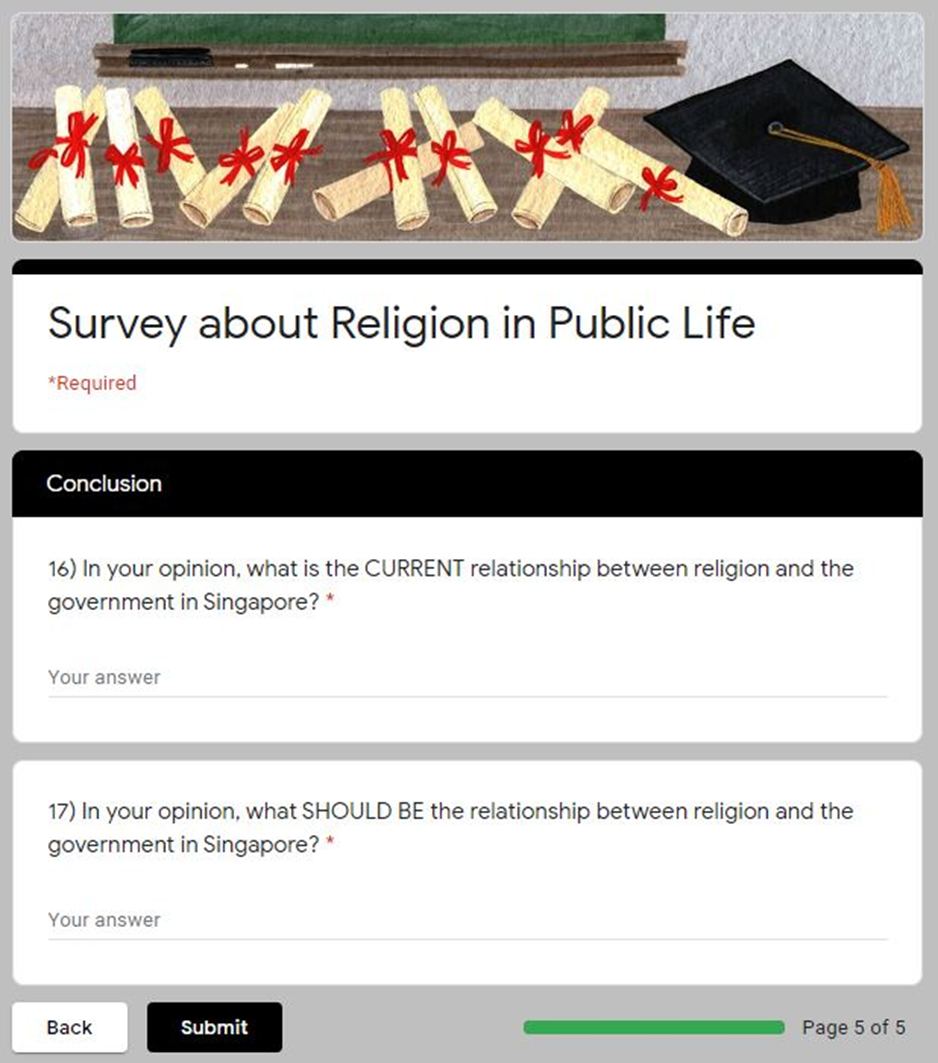 Survey about Religion in Public Life
*Required
Conclusion
16) In your opinion, what is the CURRENT relationship between religion and the
government in Singapore? *
Your answer
17) In your opinion, what SHOULD BE the relationship between religion and the
government in Singapore? *
Your answer
Back Submit Page 5 of 5